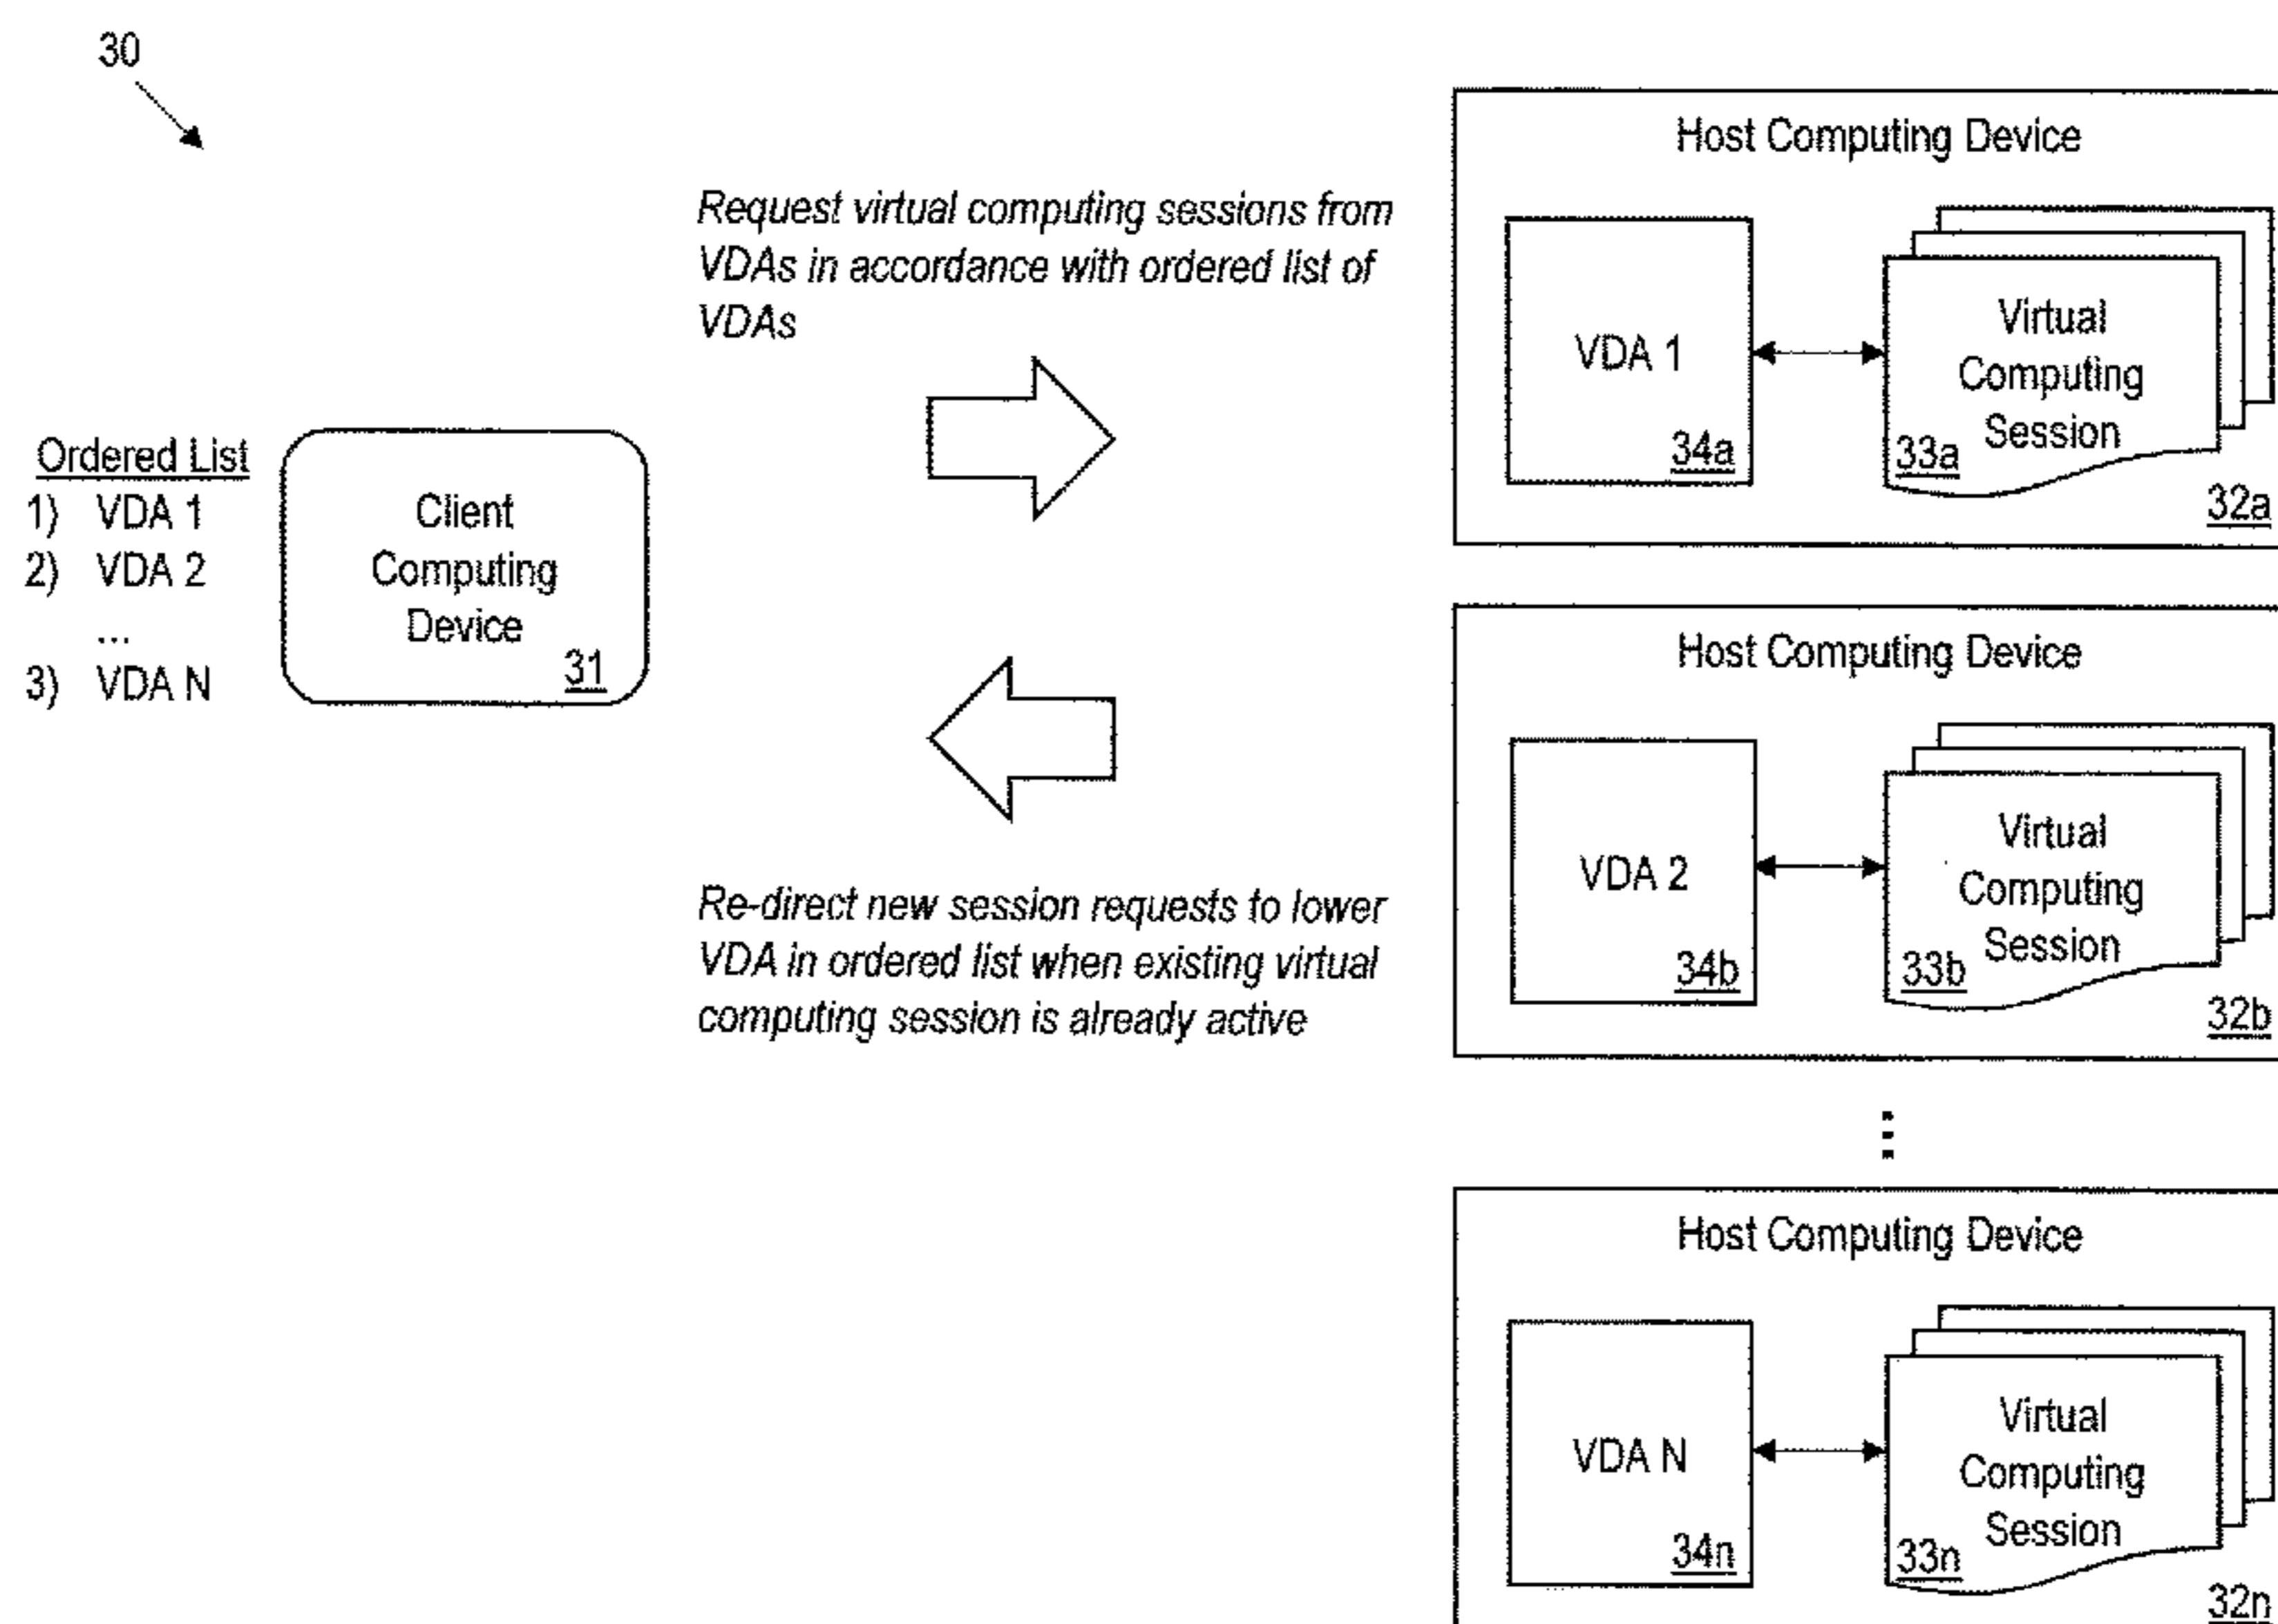 30
Request virtual computing sessions from
VDAs in accordance with ordered list of
VDAs
Ordered List
1) VDA 1
2) VDA 2
...
3) VDA N
Client
Computing
Device
31
Re-direct new session requests to lower
VDA in ordered list when existing virtual
computing session is already active
Host Computing Device
VDA 1
34a
Virtual
Computing
Session
33a
32a
Host Computing Device
VDA 2
34b
Virtual
Computing
Session
33b
32b
Host Computing Device
VDA N
34n
Virtual
Computing
Session
33n
32n